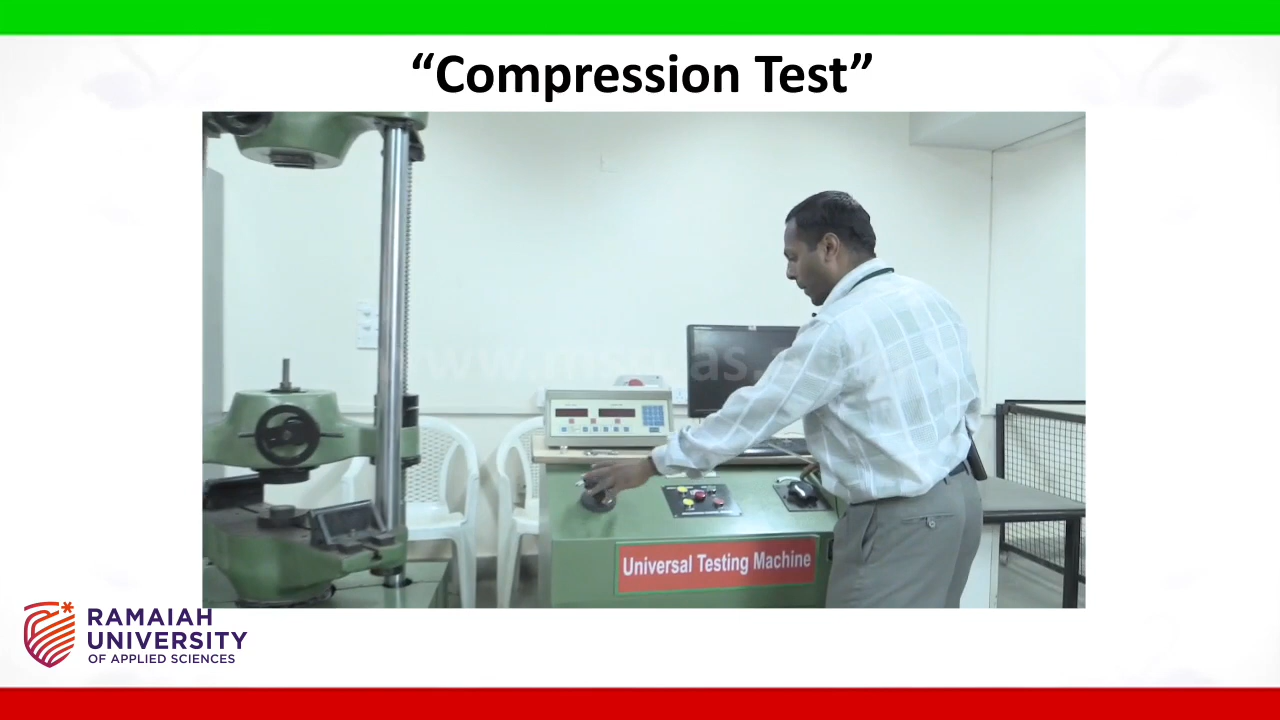 “Compression Test”
Universal Testing Machine
RAMAIAH
UNIVERSITY
OF APPLIED SCIENCES